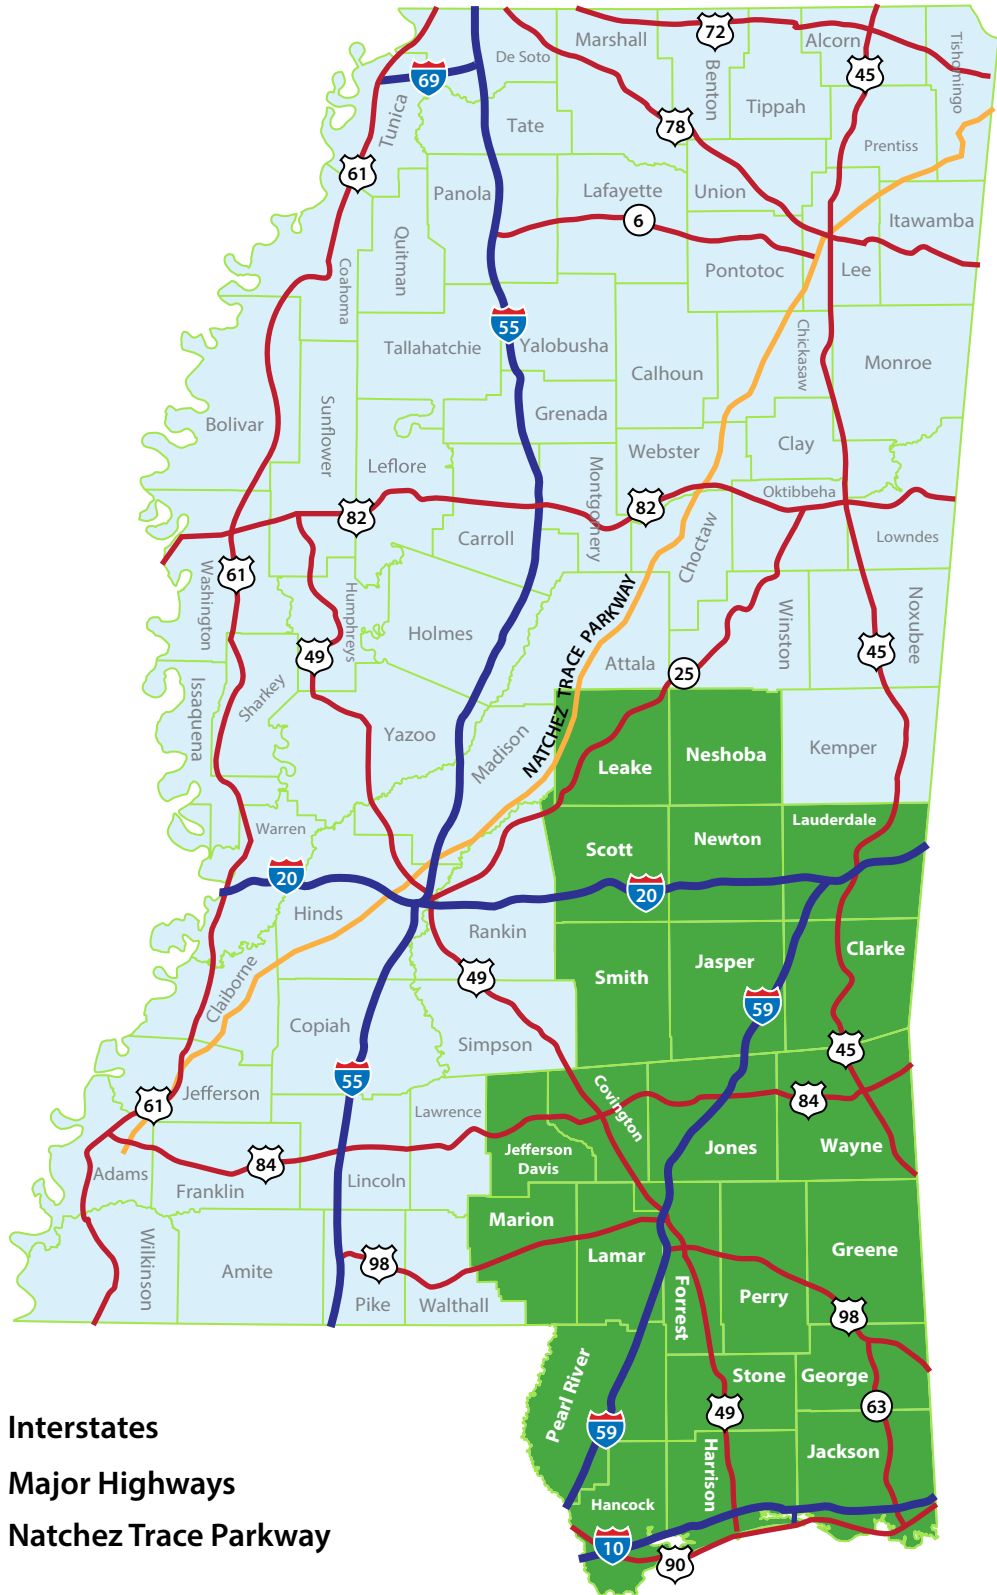 72
Marshall
Alcorn
De Soto
Benton
Tishomingo
69
45
Tunica
Tippah
Tate
78
Prentiss
61
Panola
Lafayette
Union
6
Itawamba
Quitman
Coahoma
Pontotoc
Lee
55
Tallahatchie
Yalobusha
Chickasaw
Monroe
Calhoun
Bolivar
Sunflower
Grenada
Clay
Webster
Leflore
Montgomery
Oktibbeha
82
82
Carroll
Choctaw
Lowndes
61
Washington
Humphreys
Holmes
NATCHEZ TRACE PARKWAY
Winston
Noxubee
49
Attala
45
25
Issaquena
Sharkey
Yazoo
Madison
Leake
Neshoba
Kemper
Warren
Scott
Newton
Lauderdale
20
20
Hinds
Rankin
Claiborne
49
Smith
Jasper
Clarke
59
Copiah
Simpson
45
55
Jefferson
61
Lawrence
Covington
84
Jefferson
Davis
Jones
Wayne
84
Adams
Franklin
Lincoln
Marion
Wilkinson
Amite
98
Lamar
Greene
Pike
Walthall
Forrest
Perry
98
Pearl River
Stone
George
49
63
59
Harrison
Jackson
Hancock
10
90
Interstates
Major Highways
Natchez Trace Parkway